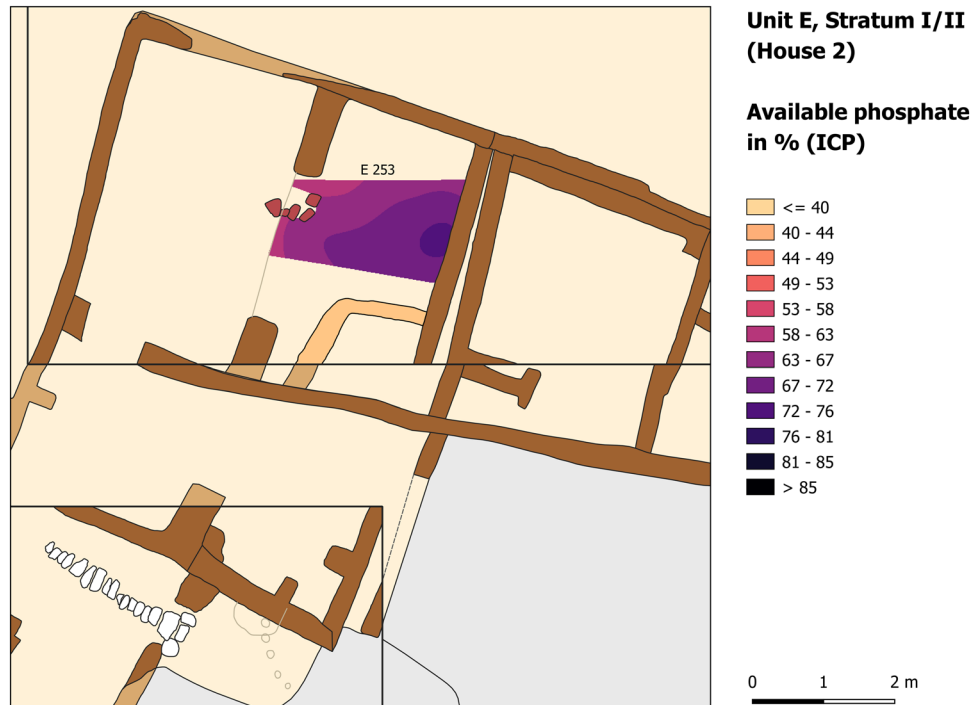 Unit E, Stratum I/II
(House 2)
Available phosphate
in % (ICP)
E 253
<= 40
40 - 44
44 - 49
49 - 53
53 - 58
58 - 63
63 - 67
67 - 72
72 - 76
76 - 81
81 - 85
> 85
0 1 2 m